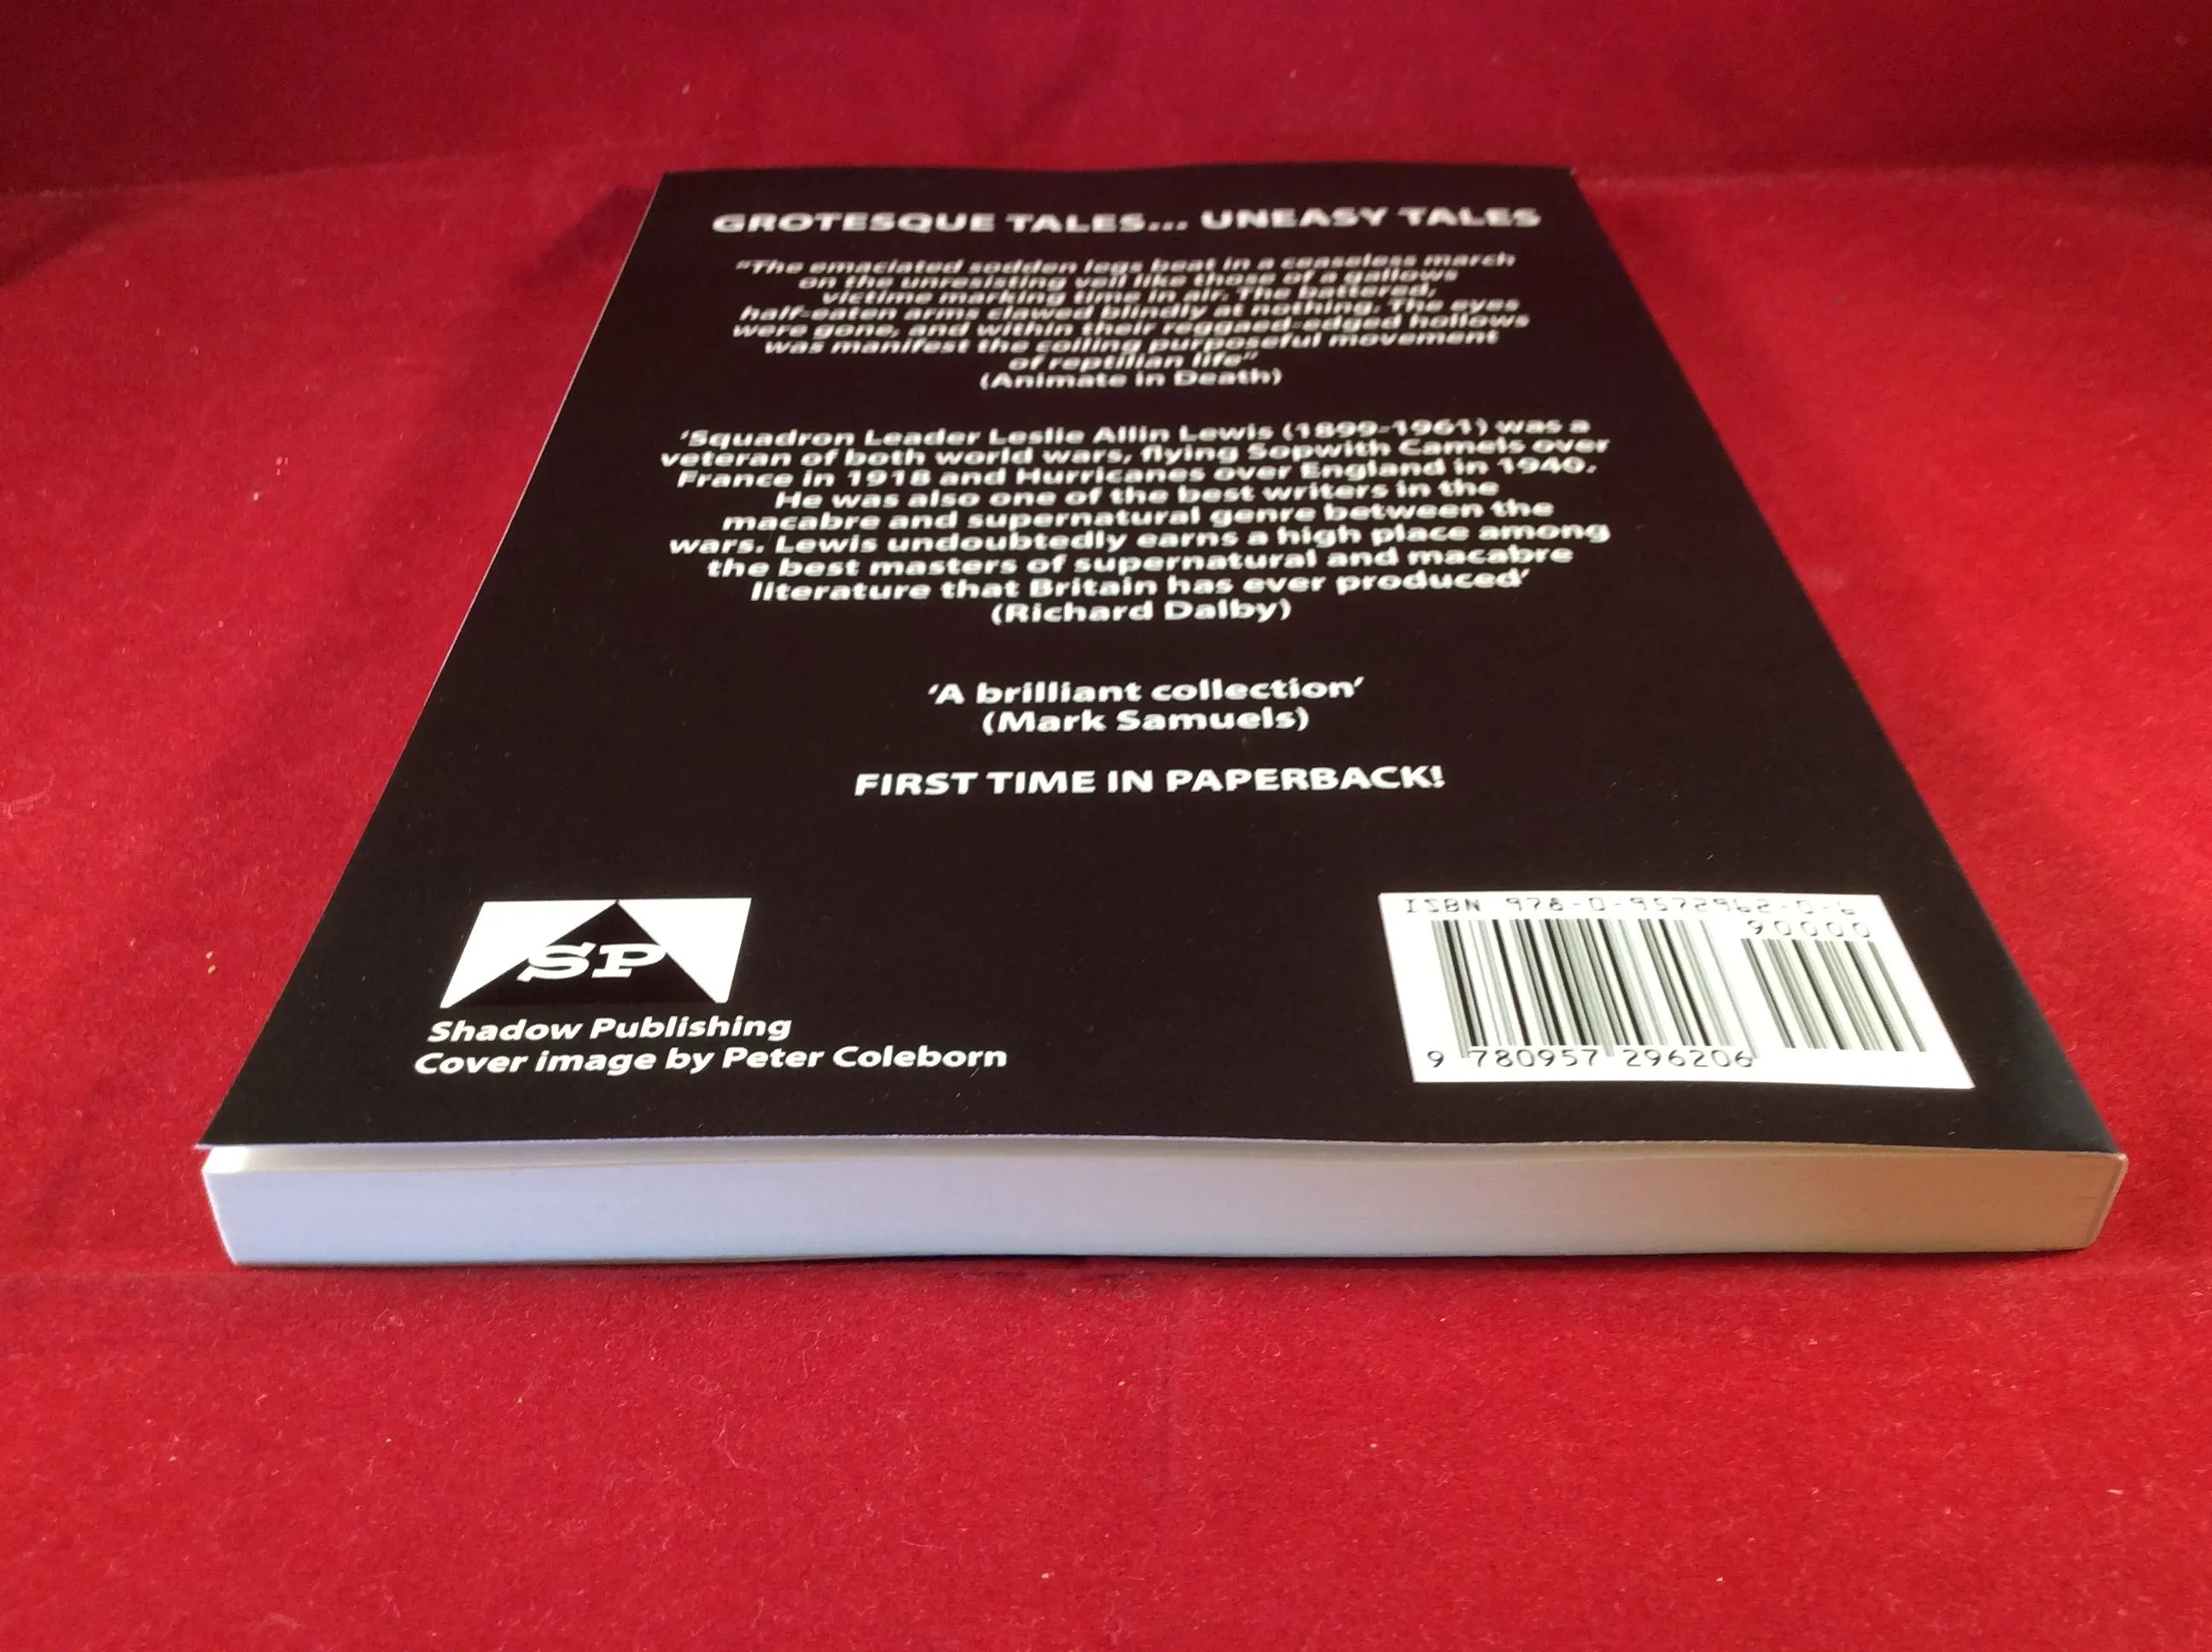 GROTESQUE TALES... UNEASY TALES
"The emaciated sodden legs beat in a ceaseless march
on the unresisting veil like those of a gallows
victime marking time in air. The battered,
half-eaten arms clawed blindly at nothing. The eyes
were gone, and within their reggaed-edged hollows
was manifest the coiling purposeful movement
of reptilian life"
(Animate in Death)
'Squadron Leader Leslie Allin Lewis (1899-1961) was a
veteran of both world wars, flying Sopwith Camels over
France in 1918 and Hurricanes over England in 1940.
He was also one of the best writers in the
macabre and supernatural genre between the
wars. Lewis undoubtedly earns a high place among
the best masters of supernatural and macabre
literature that Britain has ever produced'
(Richard Dalby)
'A brilliant collection'
(Mark Samuels)
FIRST TIME IN PAPERBACK!
SP
Shadow Publishing
Cover image by Peter Coleborn
ISBN 978-0-9572962-0-6
90000
9 780957 296206